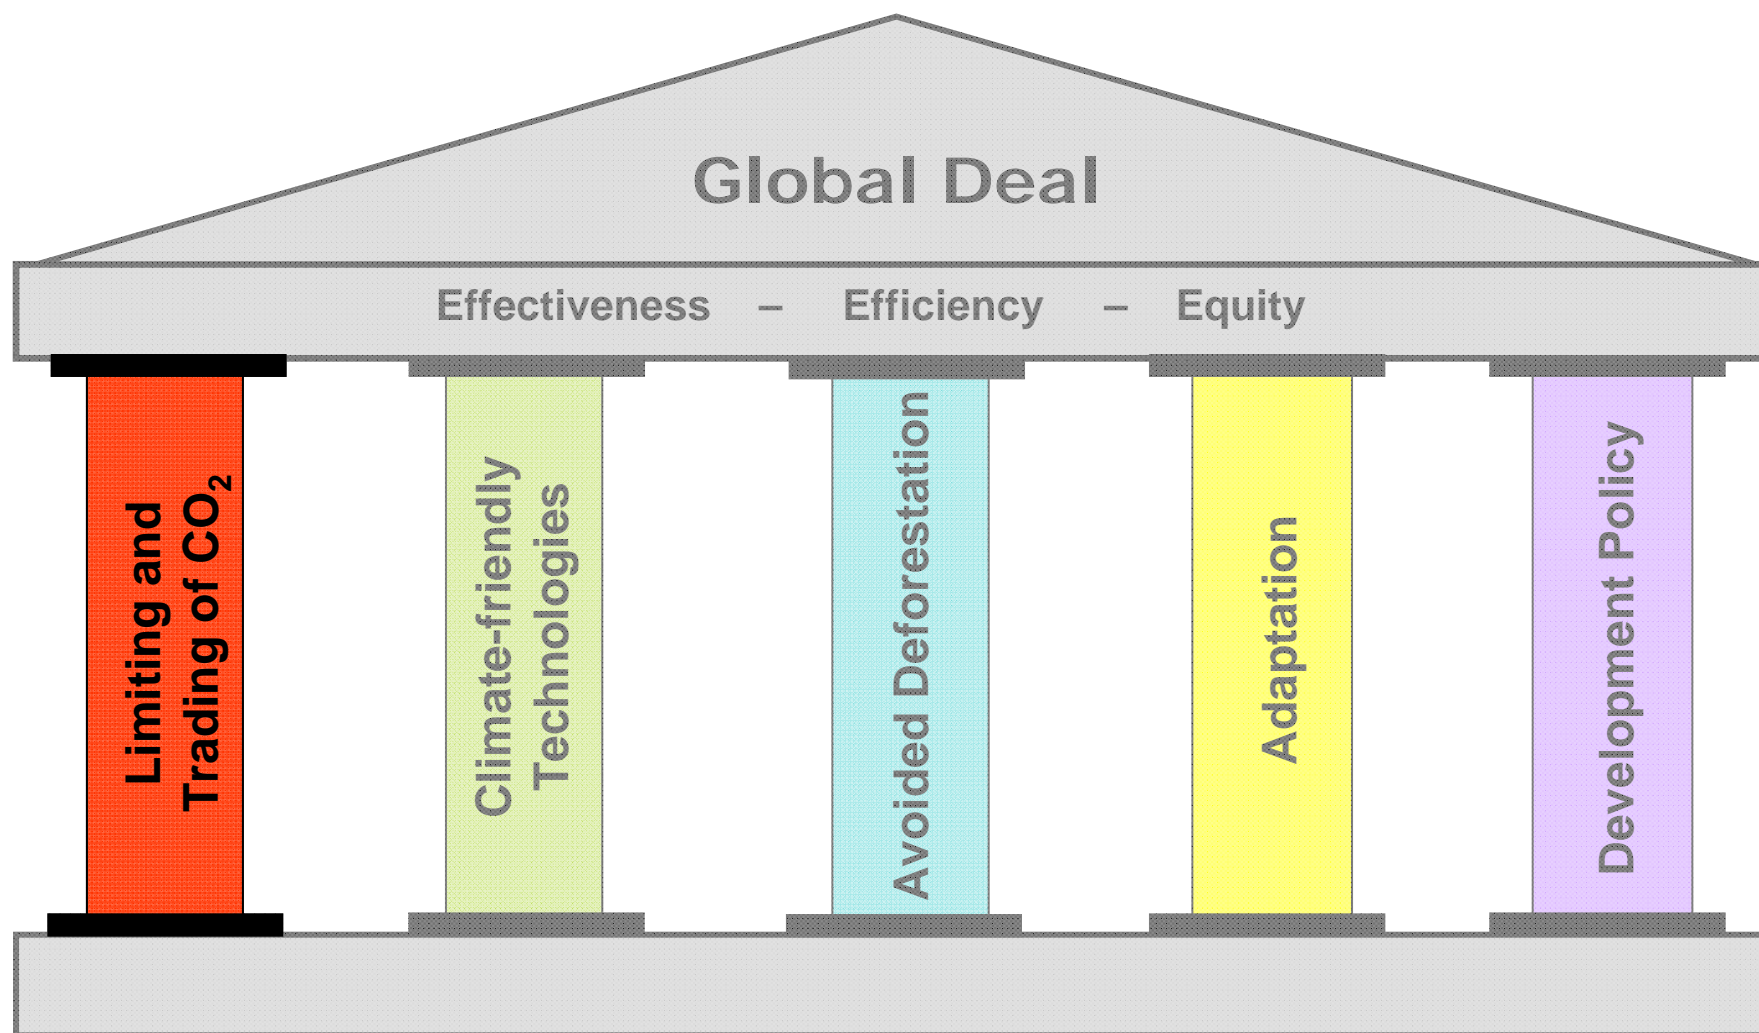 Global Deal
Effectiveness – Efficiency – Equity
Limiting and
Trading of CO₂
Climate-friendly
Technologies
Avoided Deforestation
Adaptation
Development Policy